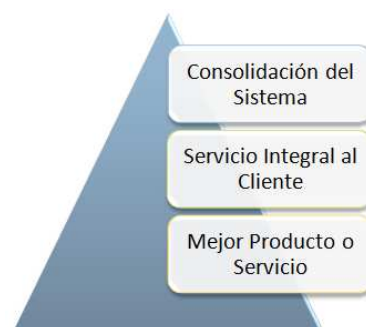 Consolidación del
Sistema
Servicio Integral al
Cliente
Mejor Producto o
Servicio